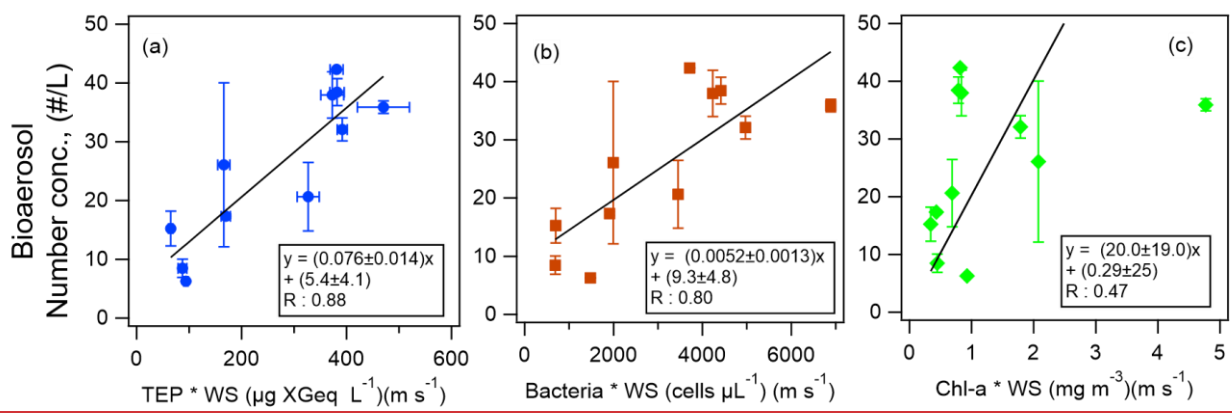 Bioaerosol
Number conc., (#/L)
50
40
30
20
10
0
(a)
y = (0.076±0.014)x
+ (5.4±4.1)
R : 0.88
0 200 400 600
TEP * WS (µg XGeq L⁻¹)(m s⁻¹)
50
40
30
20
10
0
(b)
y = (0.0052±0.0013)x
+ (9.3±4.8)
R : 0.80
0 2000 4000 6000
Bacteria * WS (cells µL⁻¹) (m s⁻¹)
50
40
30
20
10
0
(c)
y = (20.0±19.0)x
+ (0.29±25)
R : 0.47
0 1 2 3 4 5
Chl-a * WS (mg m⁻³)(m s⁻¹)